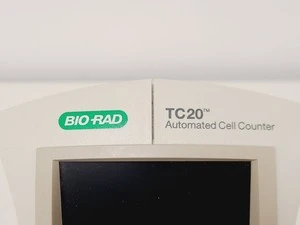 BIO-RAD
TC20™
Automated Cell Counter